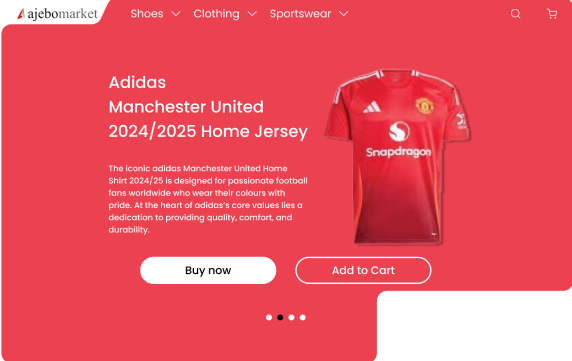 ajebomarket
Shoes
Clothing
Sportswear
Adidas
Manchester United
2024/2025 Home Jersey
The iconic adidas Manchester United Home
Shirt 2024/25 is designed for passionate football
fans worldwide who wear their colours with
pride. At the heart of adidas's core values lies a
dedication to providing quality, comfort, and
durability.
Snapdragon
Buy now
Add to Cart